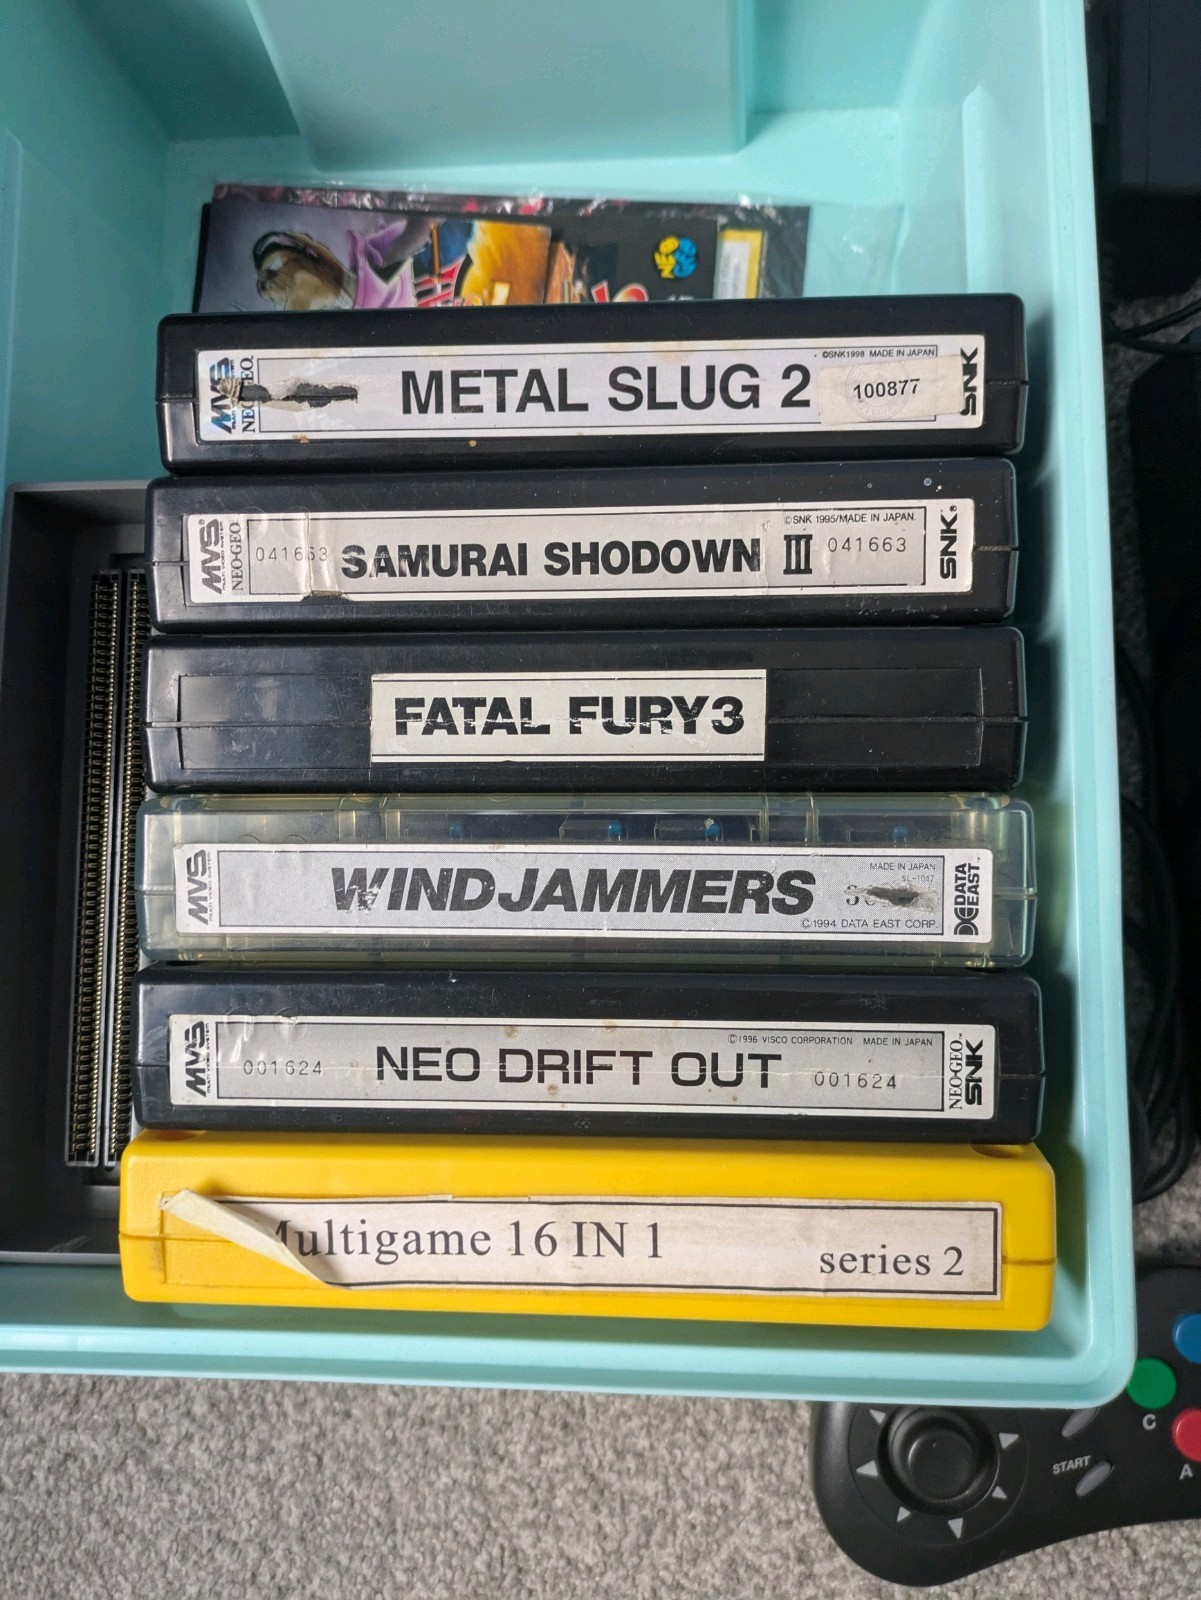 NEO GEO
MVS
NEO GEO
METAL SLUG 2
©SNK1998 MADE IN JAPAN
100877
SNK
MVS®
NEO·GEO
041663
SAMURAI SHODOWN III
©SNK 1995/MADE IN JAPAN.
041663
SNK®
FATAL FURY3
MVS
WINDJAMMERS
MADE IN JAPAN
©1994 DATA EAST CORP.
DATA
EAST
MVS
001624
NEO DRIFT OUT
©1996 VISCO CORPORATION MADE IN JAPAN
001624
NEO·GEO
SNK
ultigame 16 IN 1
series 2
START
C
A